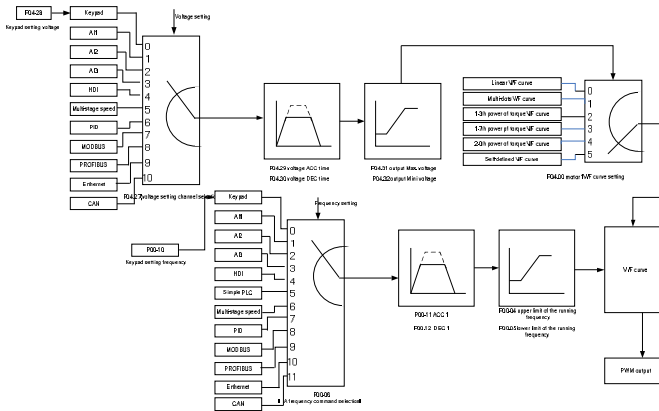 P04-28
Keypad setting voltage
Keypad
AI1
AI2
AI3
HDI
Multi-stage speed
PID
MODBUS
PROFIBUS
Ethernet
CAN
Voltage setting
0
1
2
3
4
5
6
7
8
9
10
P04.27 voltage setting channel selection
P04.29 voltage ACC time
P04.30 voltage DEC time
P04.31 output Max. voltage
P04.32 output Mini voltage
Linear V/F curve
Multi-dots V/F curve
1-3th power of torque V/F curve
1-7th power pf torque V/F curve
2-0th power of torque V/F curve
Self-defined V/F curve
0
1
2
3
4
5
P04.00 motor 1V/F curve setting
P00-10
Keypad setting frequency
Keypad
AI1
AI2
AI3
HDI
Simple PLC
Multi-stage speed
PID
MODBUS
PROFIBUS
Enthernet
CAN
Frequency setting
0
1
2
3
4
5
6
7
8
9
10
11
P00-06
A frequency command selection
P00-11 ACC 1
P00-12 DEC 1
P00-04 upper limit of the running
frequency
P00-05 lower limit of the running
frequency
V/F curve
PWM output